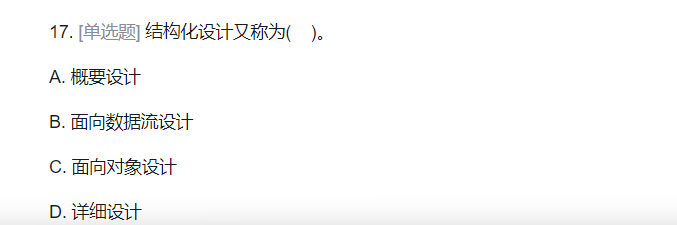 17. [单选题] 结构化设计又称为(    )。
A. 概要设计
B. 面向数据流设计
C. 面向对象设计
D. 详细设计